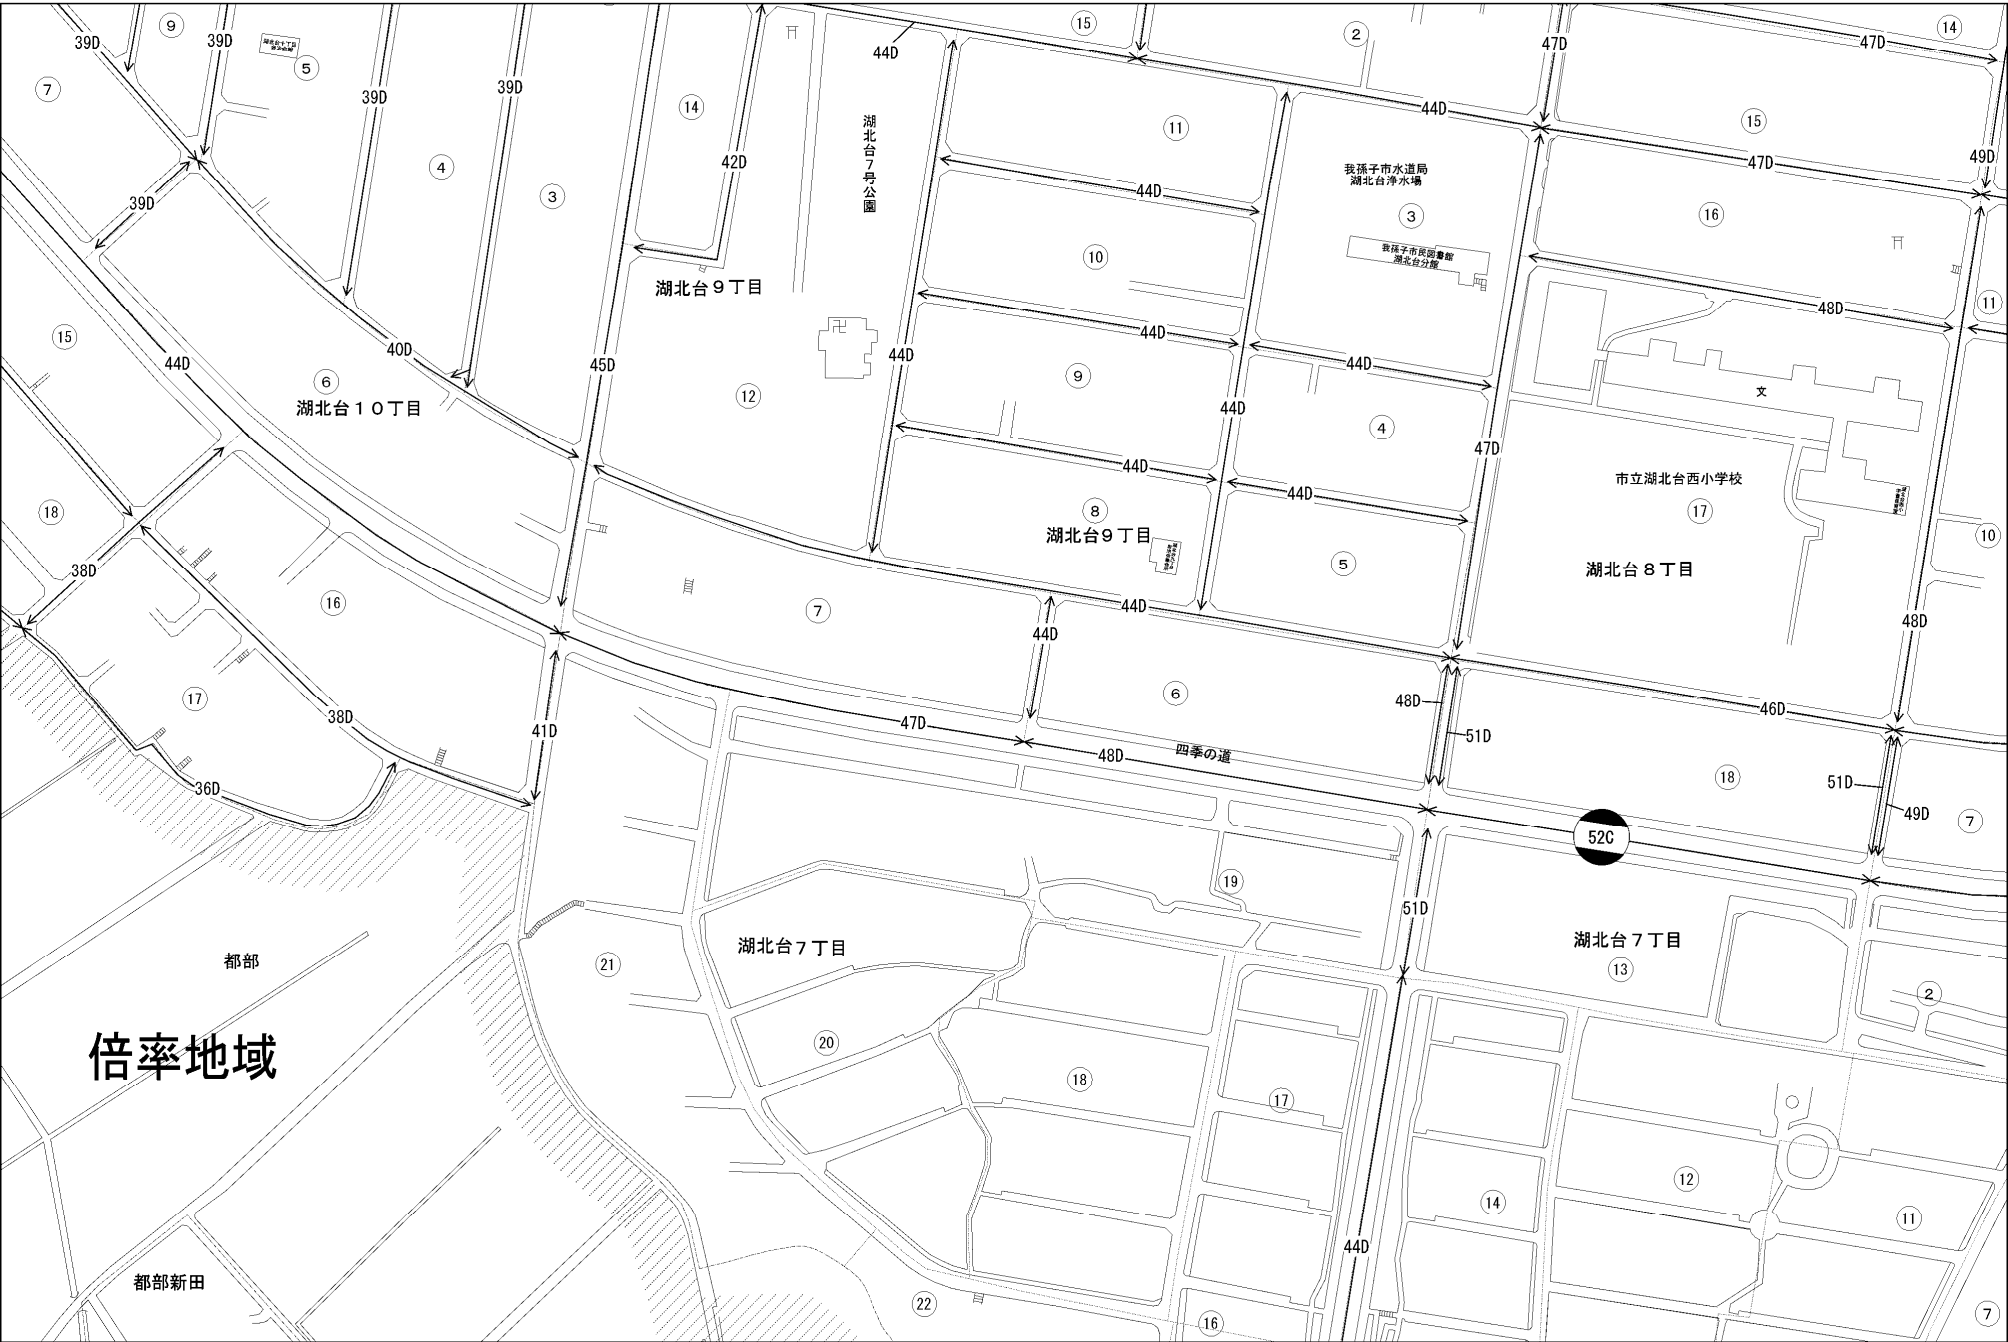 39D
⑨
39D
⑤
⑦
39D
39D
④
③
39D
⑭
42D
44D
湖北台7号公園
⑮
②
47D
47D
⑭
⑪
44D
⑮
我孫子市水道局
湖北台浄水場
③
47D
49D
44D
⑯
⑩
我孫子市民図書館
湖北台分館
湖北台9丁目
48D
⑪
⑮
44D
40D
45D
44D
44D
44D
⑥
湖北台10丁目
⑫
⑨
44D
④
47D
文
44D
市立湖北台西小学校
⑰
44D
⑱
⑧
湖北台9丁目
⑩
⑤
湖北台8丁目
38D
⑯
⑦
44D
44D
48D
⑰
38D
41D
47D
⑥
48D
46D
51D
48D
四季の道
⑱
36D
51D
49D
⑦
52C
⑲
51D
湖北台7丁目
湖北台7丁目
⑬
都部
㉑
②
倍率地域
⑳
⑱
⑰
⑫
⑭
⑪
44D
都部新田
㉒
⑯
⑦